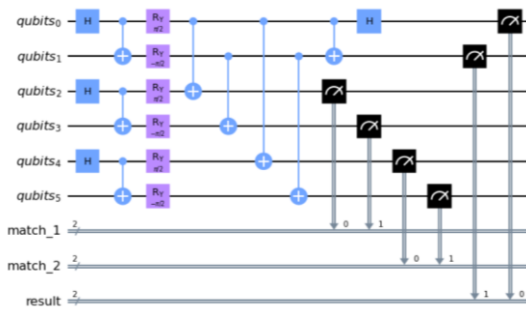 qubits0 H RY π/2 H
qubits1 RY -π/2
qubits2 H RY π/2
qubits3 RY -π/2
qubits4 H RY π/2
qubits5 RY -π/2
match_1 2 0 1
match_2 2 0 1
result 2 1 0